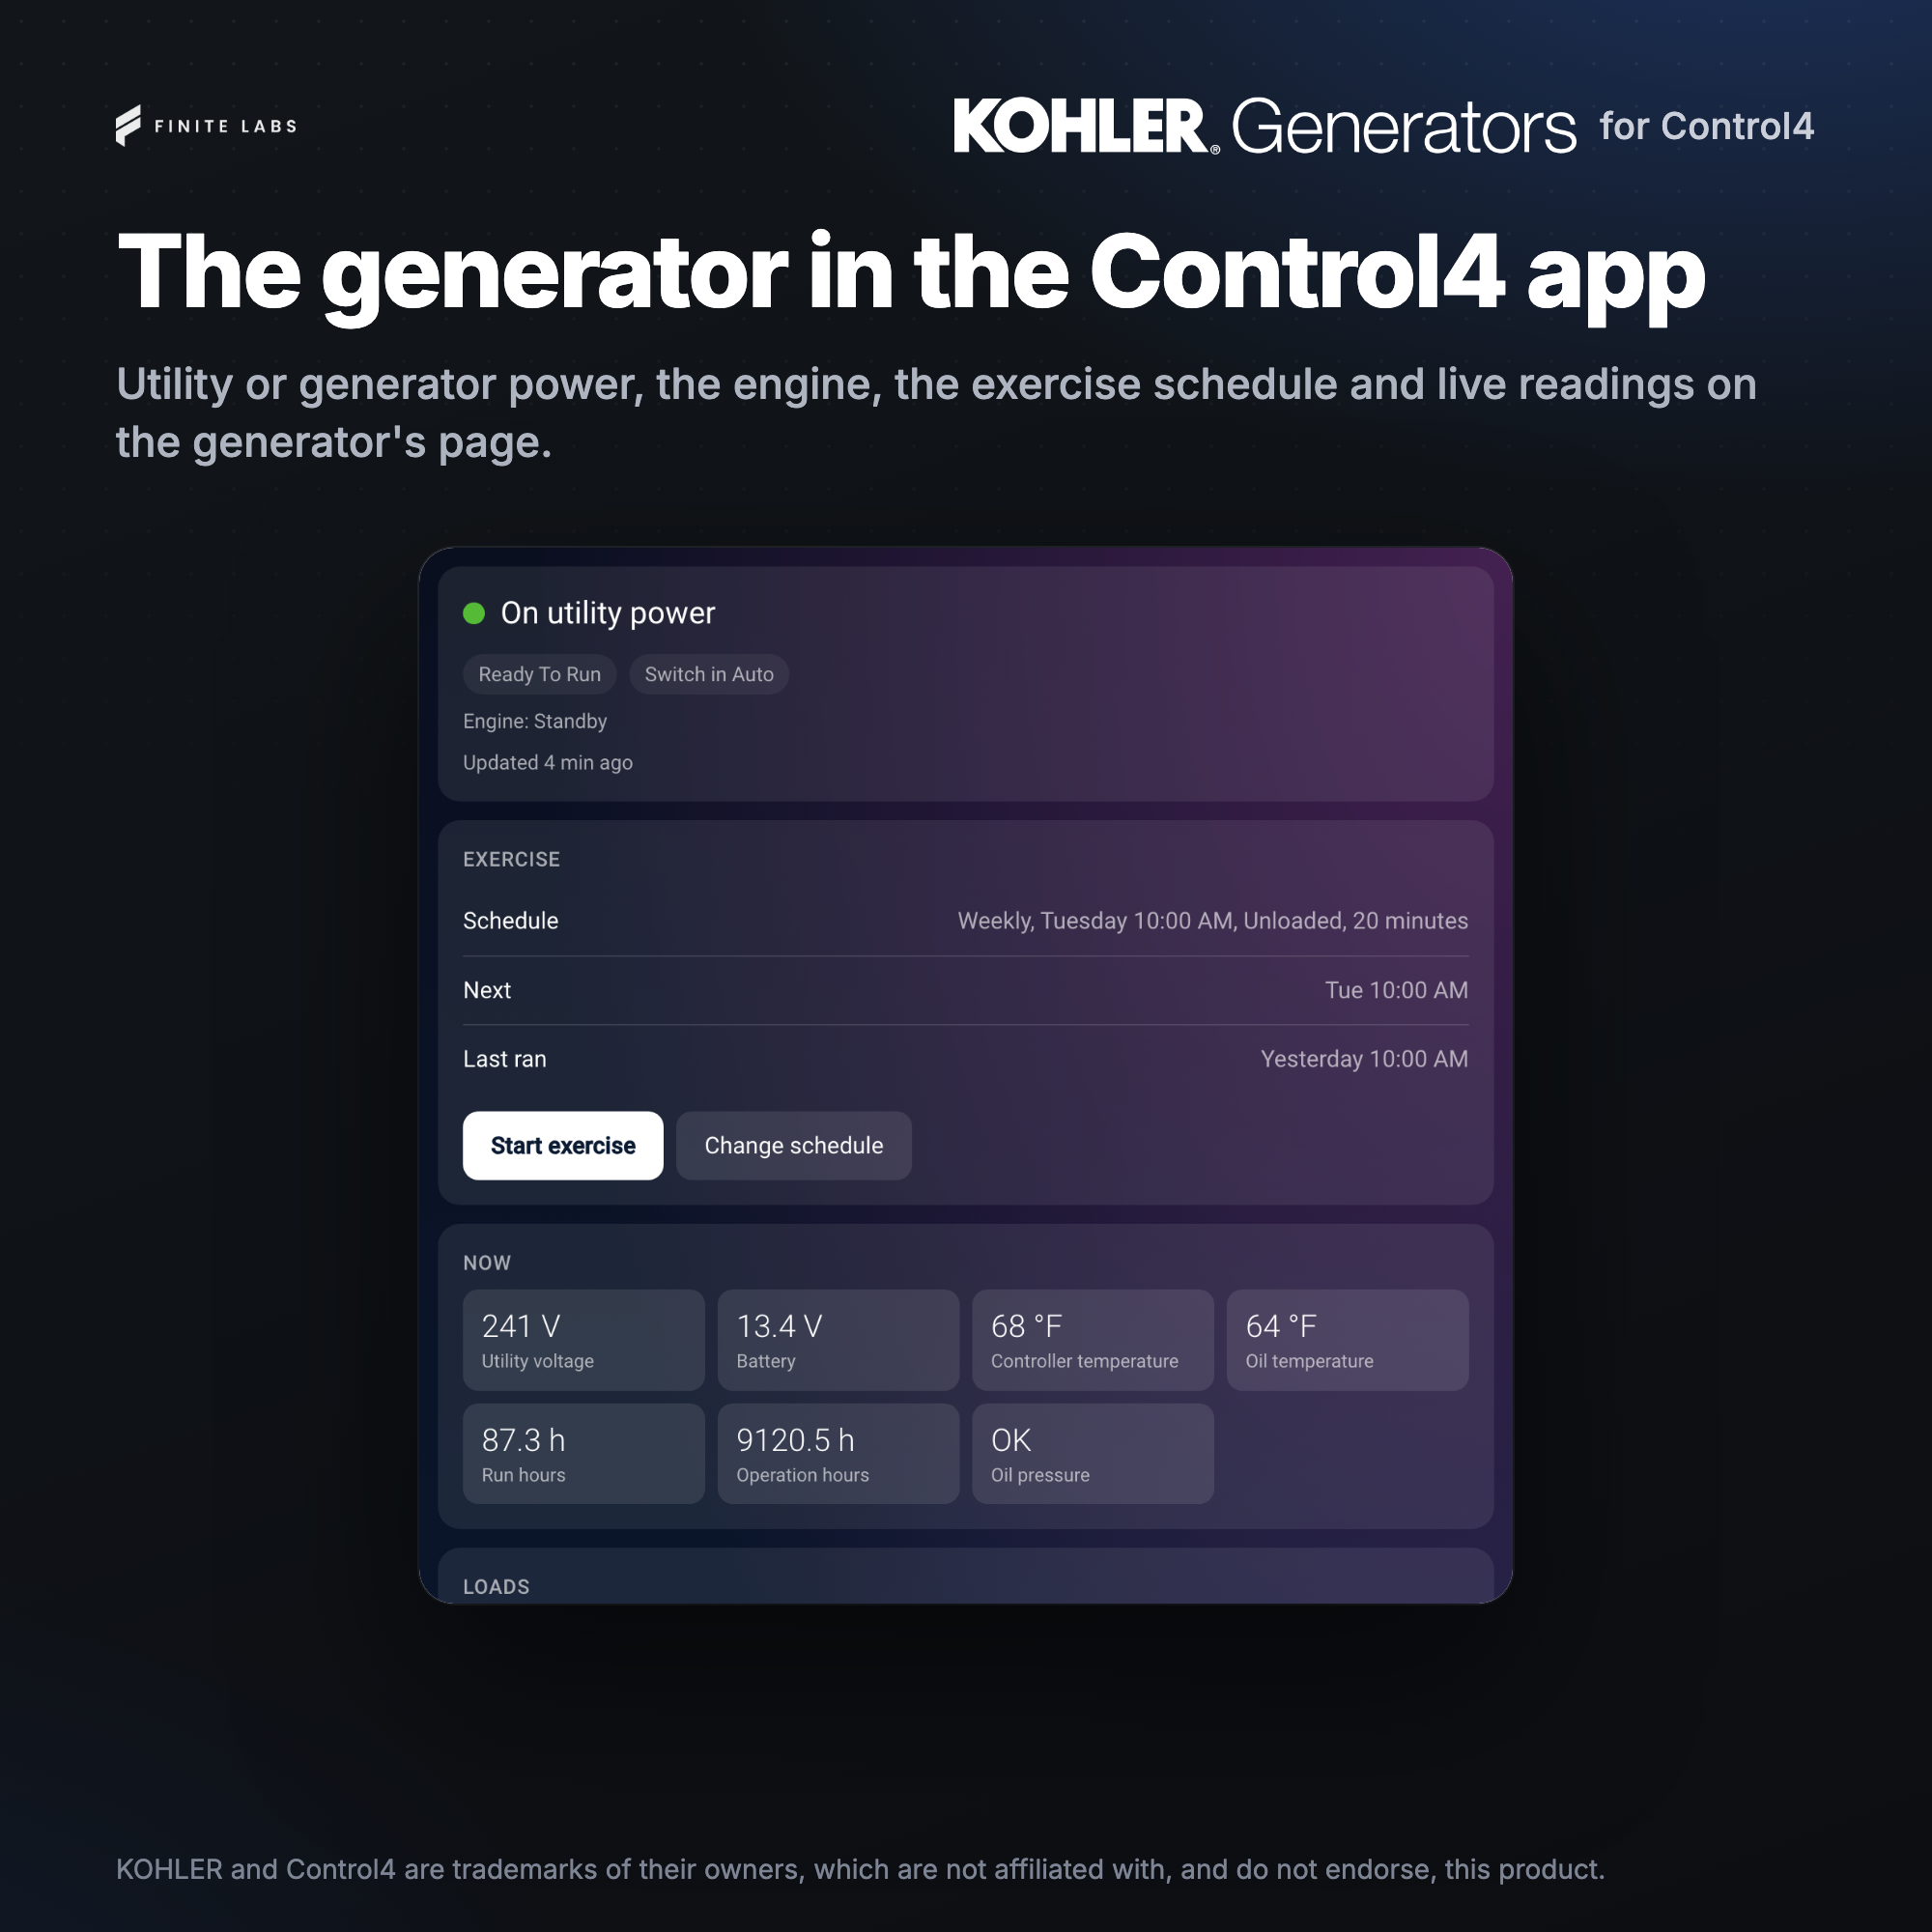 FINITE LABS
KOHLER® Generators for Control4
The generator in the Control4 app
Utility or generator power, the engine, the exercise schedule and live readings on
the generator's page.
On utility power
Ready To Run Switch in Auto
Engine: Standby
Updated 4 min ago
EXERCISE
Schedule Weekly, Tuesday 10:00 AM, Unloaded, 20 minutes
Next Tue 10:00 AM
Last ran Yesterday 10:00 AM
Start exercise Change schedule
NOW
241 V 13.4 V 68 °F 64 °F
Utility voltage Battery Controller temperature Oil temperature
87.3 h 9120.5 h OK
Run hours Operation hours Oil pressure
LOADS
KOHLER and Control4 are trademarks of their owners, which are not affiliated with, and do not endorse, this product.